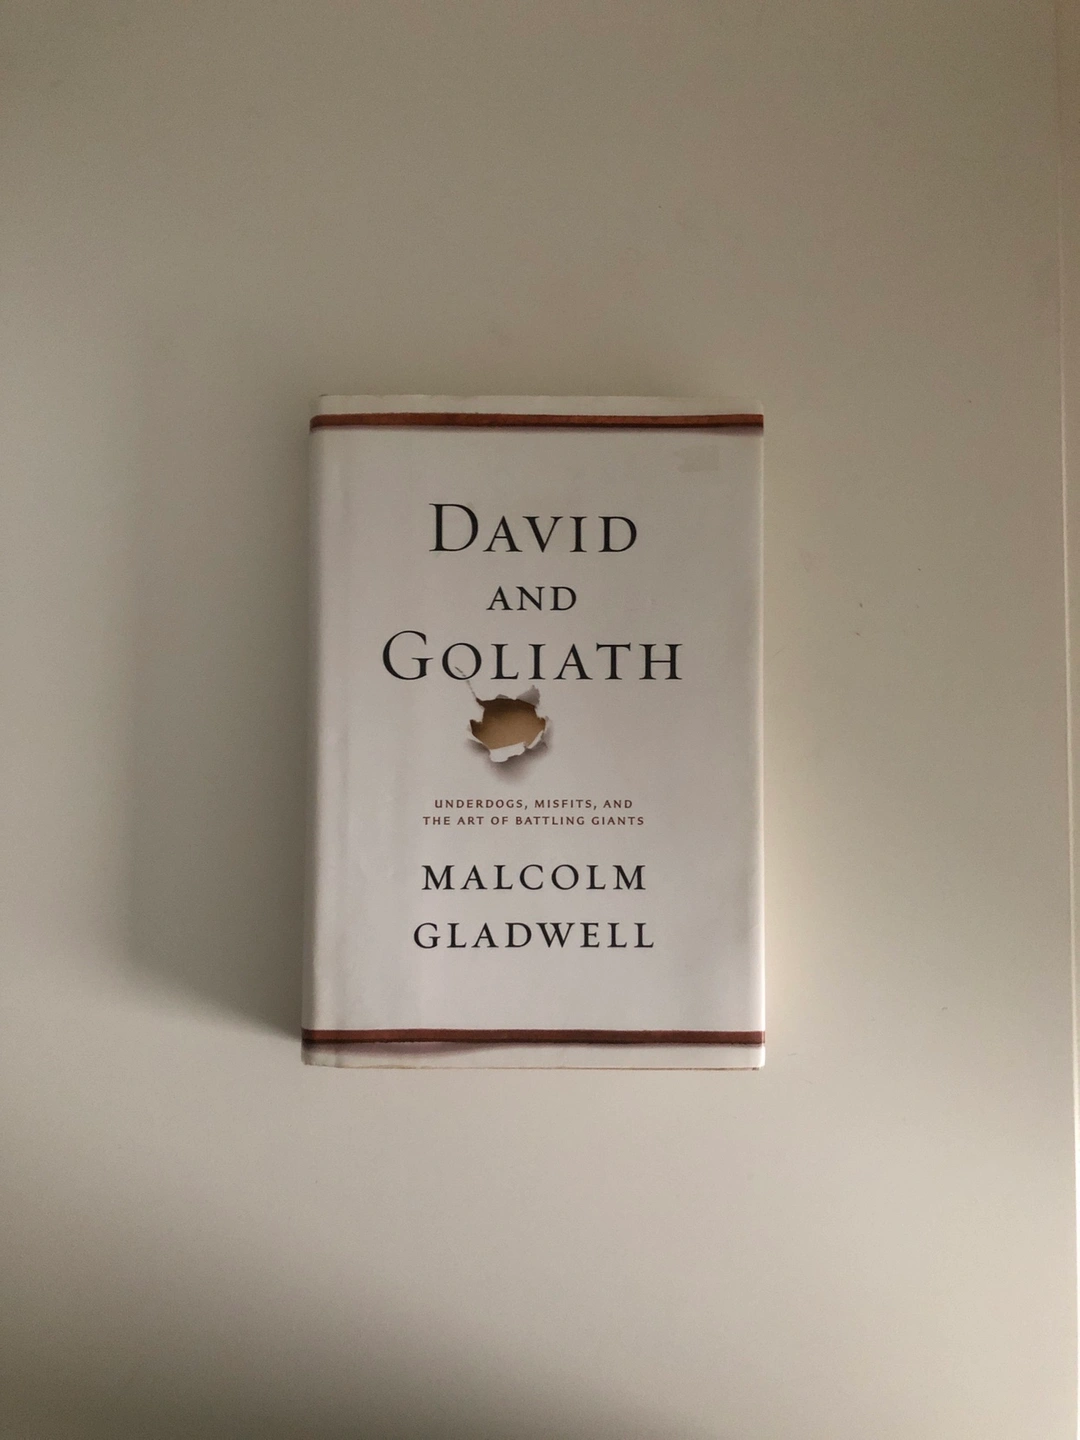 DAVID
AND
GOLIATH
UNDERDOGS, MISFITS, AND
THE ART OF BATTLING GIANTS
MALCOLM
GLADWELL